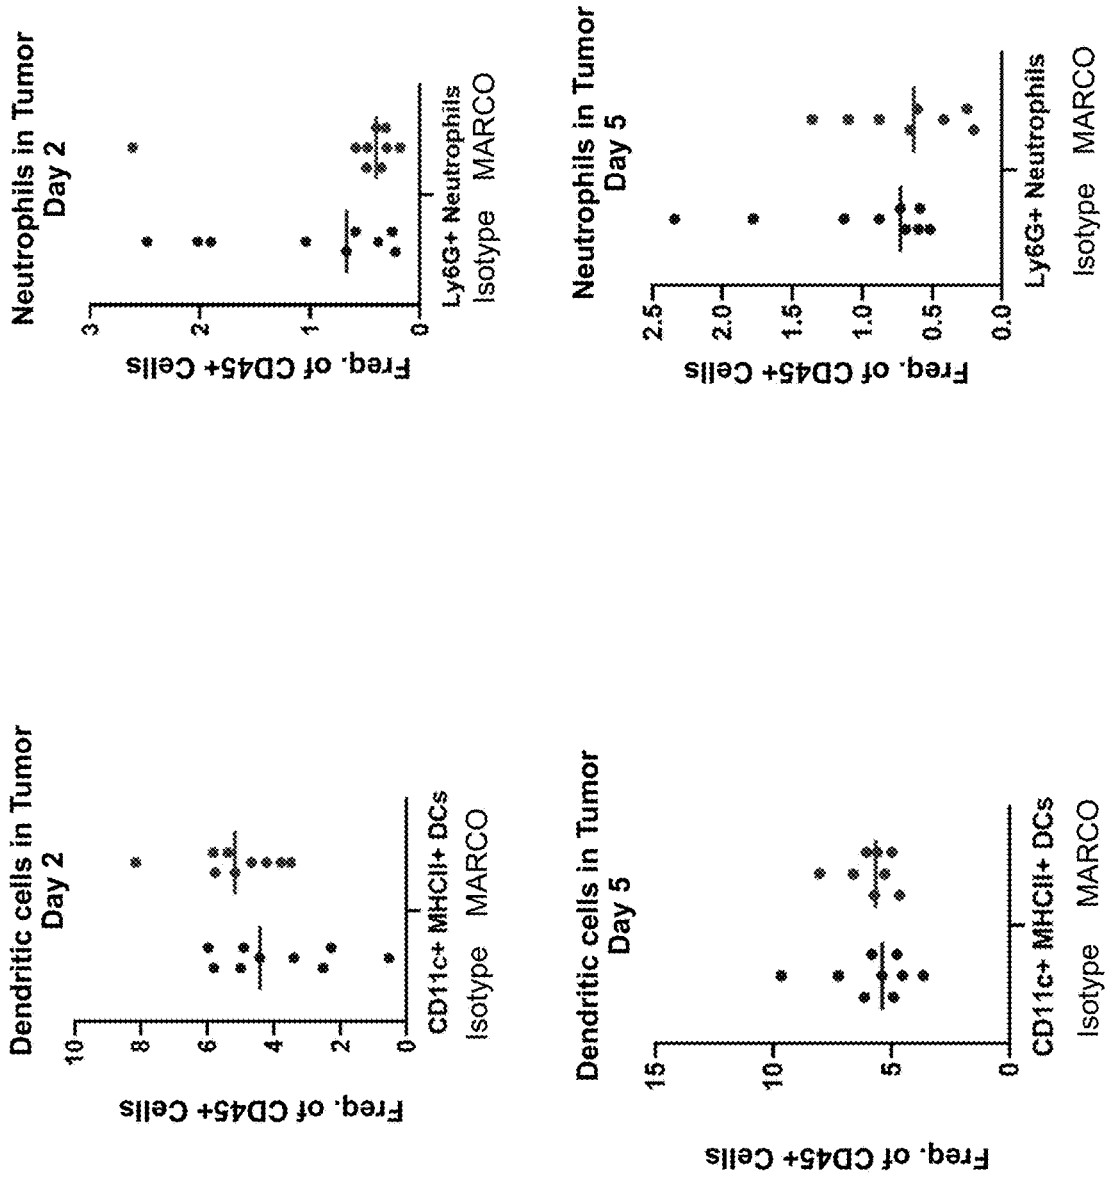 Dendritic cells in Tumor
Day 2
Freq. of CD45+ Cells
10
8
6
4
2
0
CD11c+ MHCII+ DCs
Isotype MARCO
Neutrophils in Tumor
Day 2
Freq. of CD45+ Cells
3
2
1
0
Ly6G+ Neutrophils
Isotype MARCO
Dendritic cells in Tumor
Day 5
Freq. of CD45+ Cells
15
10
5
0
CD11c+ MHCII+ DCs
Isotype MARCO
Neutrophils in Tumor
Day 5
Freq. of CD45+ Cells
2.5
2.0
1.5
1.0
0.5
0.0
Ly6G+ Neutrophils
Isotype MARCO